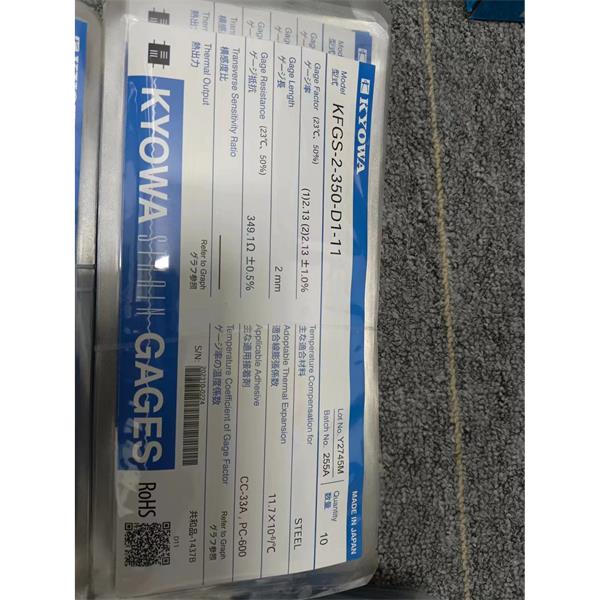 KYOWA
MADE IN JAPAN
Model
型式
KFGS-2-350-D1-11
Lot No. Y2745M
Batch No. 255A
Quantity
数量
10
Gage Factor (23℃, 50%)
ゲージ率
(1)2.13 (2)2.13 ±1.0%
Temperature Compensation for
主な適合材料
STEEL
Gage Length
ゲージ長
2 mm
Adoptable Thermal Expansion
適合線膨張係数
11.7×10⁻⁶/℃
Gage Resistance (23℃, 50%)
ゲージ抵抗
349.1Ω ±0.5%
Applicable Adhesive
主な適用接着剤
CC-33A, PC-600
Transverse Sensitivity Ratio
横感度比
Temperature Coefficient of Gage Factor
ゲージ率の温度係数
Refer to Graph
グラフ参照
Thermal Output
熱出力
Refer to Graph
グラフ参照
S/N:
共和品-1437B
KYOWA STRAIN GAGES
RoHS
D11